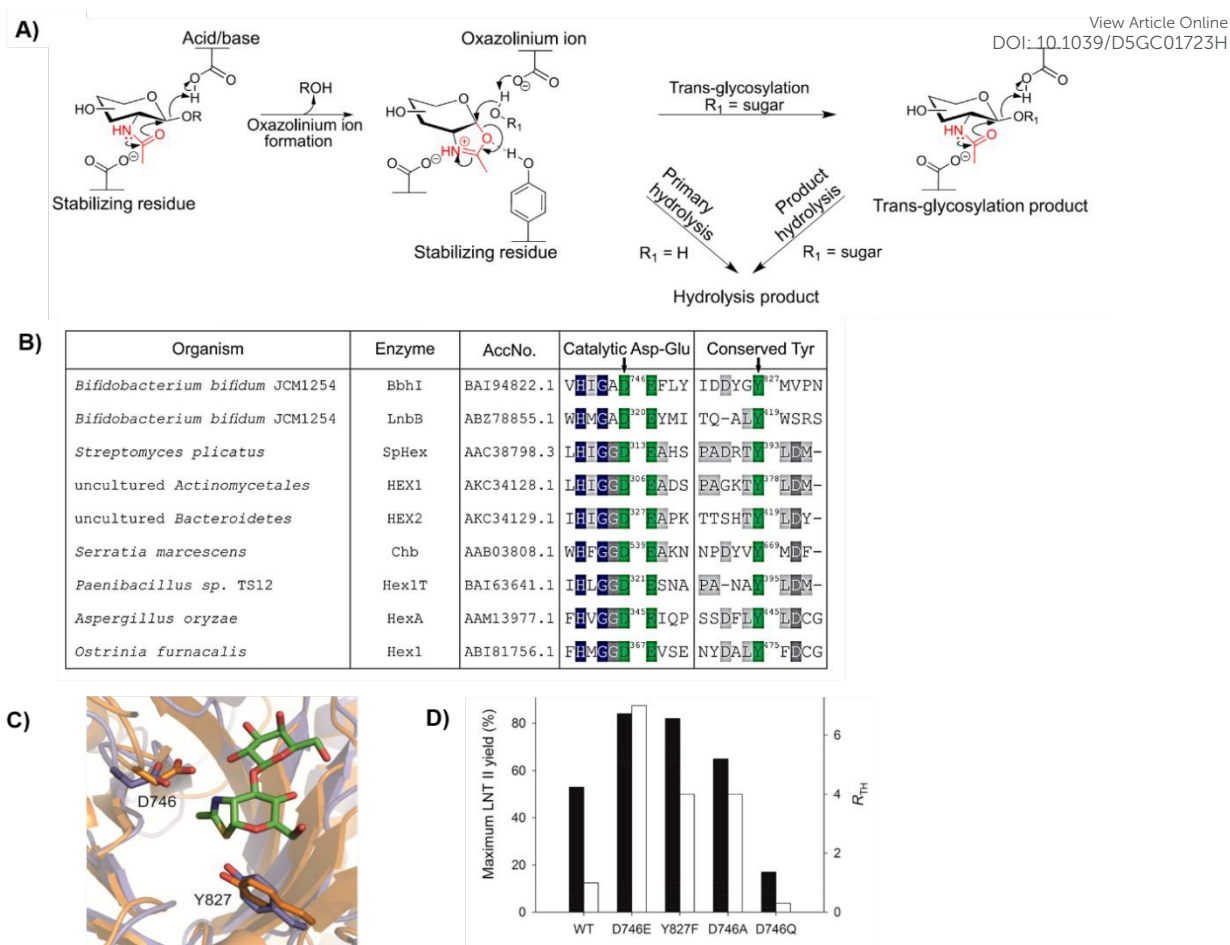 View Article Online
DOI: 10.1039/D5GC01723H
A)
Acid/base
Oxazolinium ion
O
H
O
HO
O
OR
HN
O
O
⊖
Stabilizing residue
ROH
Oxazolinium ion
formation
O
O
⊖
H
O
R1
HO
O
HN
⊕
O
H
O
O
O
⊖
Stabilizing residue
Trans-glycosylation
R1 = sugar
Primary
hydrolysis
R1 = H
Product
hydrolysis
R1 = sugar
Hydrolysis product
O
H
O
HO
O
OR1
HN
O
O
O
⊖
Trans-glycosylation product
B)
Organism Enzyme AccNo. Catalytic Asp-Glu Conserved Tyr
Bifidobacterium bifidum JCM1254 BbhI BAI94822.1 VHIGAD746EFLY IDDYGY827MVPN
Bifidobacterium bifidum JCM1254 LnbB ABZ78855.1 WHMGAD320EYMI TQ-ALY419WSRS
Streptomyces plicatus SpHex AAC38798.3 LHIGGD313EAHS PADRTY393LDM-
uncultured Actinomycetales HEX1 AKC34128.1 LHIGGD306EADS PAGKTY378LDM-
uncultured Bacteroidetes HEX2 AKC34129.1 IHIGGD327EAPK TTSHTY419LDY-
Serratia marcescens Chb AAB03808.1 WHFGGD539EAKN NPDYVY669MDF-
Paenibacillus sp. TS12 Hex1T BAI63641.1 IHLGGD321ESNA PA-NAY395LDM-
Aspergillus oryzae HexA AAM13977.1 FHVGGD345EIQP SSDFLY445LDCG
Ostrinia furnacalis Hex1 ABI81756.1 FHMGGD367EVSE NYDALY475FDCG
C)
D746
Y827
D)
Maximum LNT II yield (%)
80
60
40
20
0
WT D746E Y827F D746A D746Q
6
4
2
0
RTH